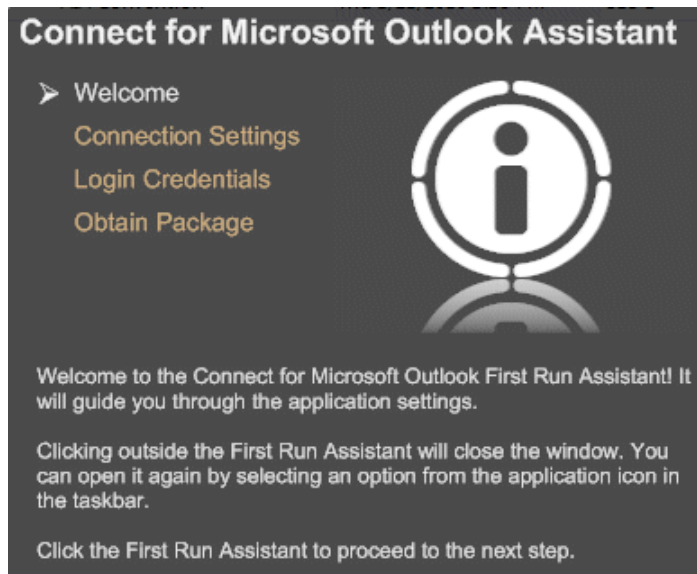 Connect for Microsoft Outlook Assistant
Welcome
Connection Settings
Login Credentials
Obtain Package
Welcome to the Connect for Microsoft Outlook First Run Assistant! It
will guide you through the application settings.
Clicking outside the First Run Assistant will close the window. You
can open it again by selecting an option from the application icon in
the taskbar.
Click the First Run Assistant to proceed to the next step.